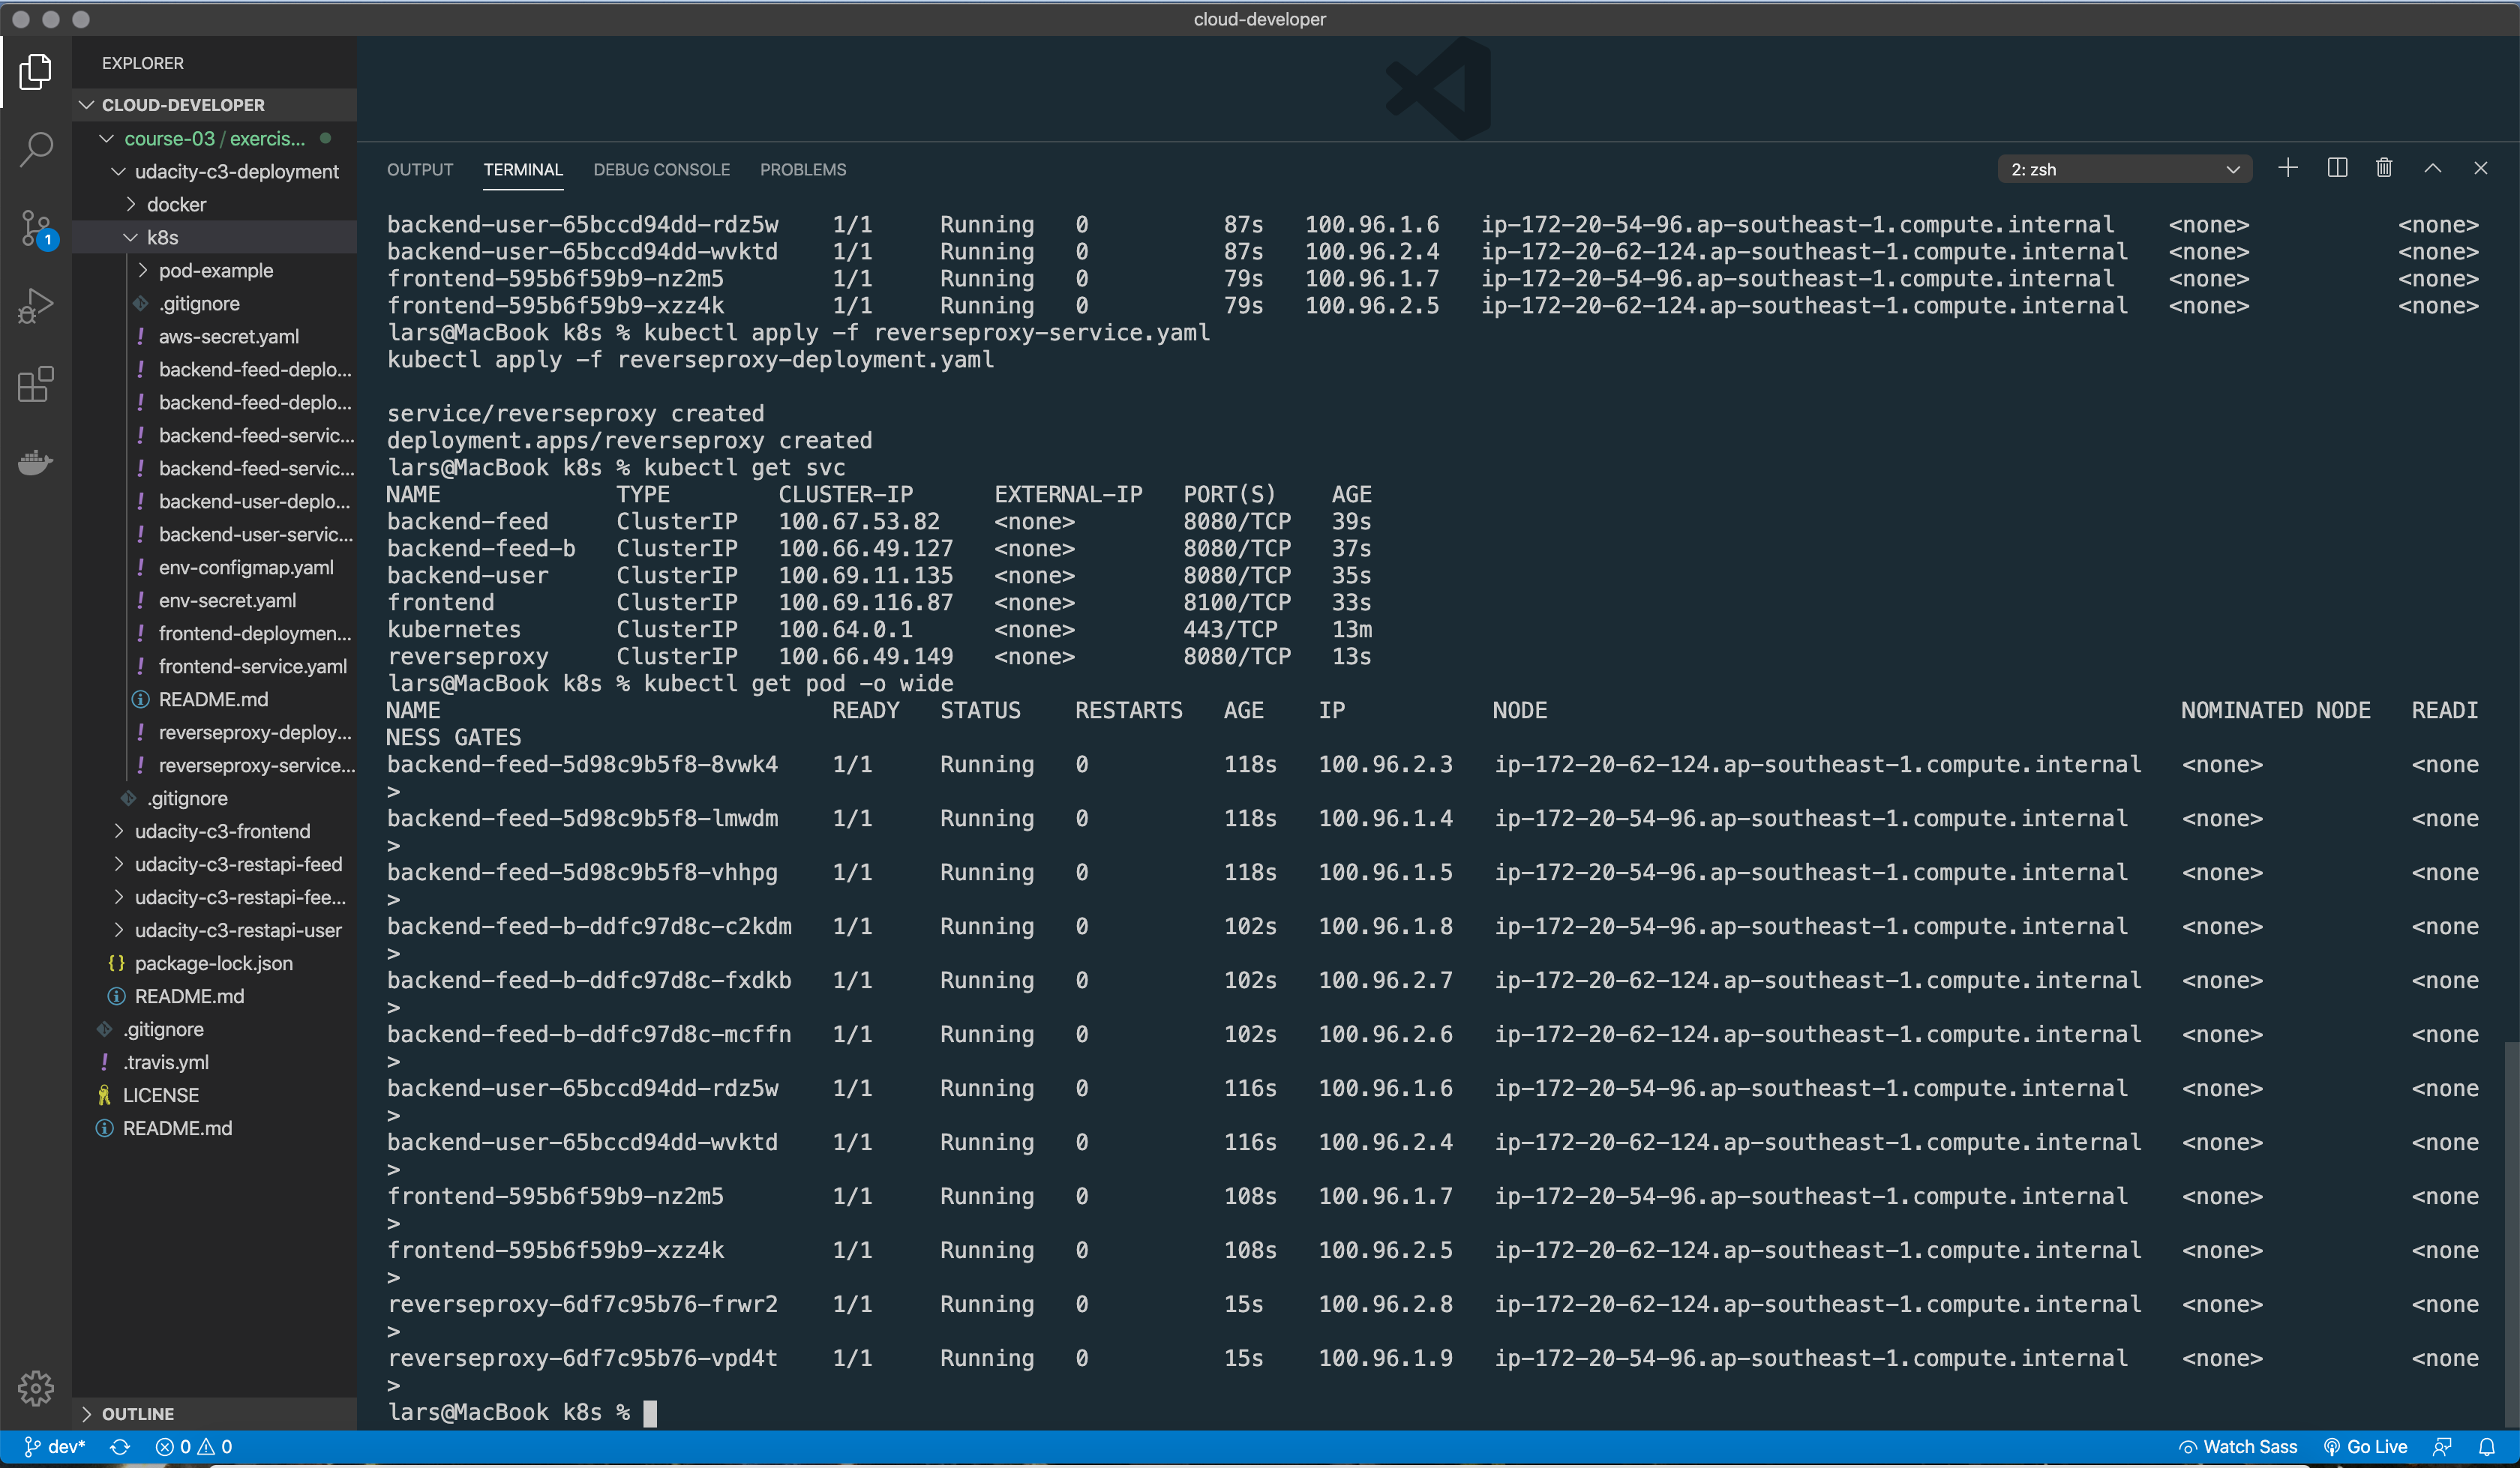 cloud-developer
EXPLORER
CLOUD-DEVELOPER
course-03 / exercis...
udacity-c3-deployment
docker
k8s
pod-example
.gitignore
aws-secret.yaml
backend-feed-deplo...
backend-feed-deplo...
backend-feed-servic...
backend-feed-servic...
backend-user-deplo...
backend-user-servic...
env-configmap.yaml
env-secret.yaml
frontend-deploymen...
frontend-service.yaml
README.md
reverseproxy-deploy...
reverseproxy-service...
.gitignore
udacity-c3-frontend
udacity-c3-restapi-feed
udacity-c3-restapi-fee...
udacity-c3-restapi-user
package-lock.json
README.md
.gitignore
.travis.yml
LICENSE
README.md
OUTLINE
1
OUTPUT TERMINAL DEBUG CONSOLE PROBLEMS 2: zsh
backend-user-65bccd94dd-rdz5w 1/1 Running 0 87s 100.96.1.6 ip-172-20-54-96.ap-southeast-1.compute.internal <none> <none>
backend-user-65bccd94dd-wvktd 1/1 Running 0 87s 100.96.2.4 ip-172-20-62-124.ap-southeast-1.compute.internal <none> <none>
frontend-595b6f59b9-nz2m5 1/1 Running 0 79s 100.96.1.7 ip-172-20-54-96.ap-southeast-1.compute.internal <none> <none>
frontend-595b6f59b9-xzz4k 1/1 Running 0 79s 100.96.2.5 ip-172-20-62-124.ap-southeast-1.compute.internal <none> <none>
lars@MacBook k8s % kubectl apply -f reverseproxy-service.yaml
kubectl apply -f reverseproxy-deployment.yaml
service/reverseproxy created
deployment.apps/reverseproxy created
lars@MacBook k8s % kubectl get svc
NAME TYPE CLUSTER-IP EXTERNAL-IP PORT(S) AGE
backend-feed ClusterIP 100.67.53.82 <none> 8080/TCP 39s
backend-feed-b ClusterIP 100.66.49.127 <none> 8080/TCP 37s
backend-user ClusterIP 100.69.11.135 <none> 8080/TCP 35s
frontend ClusterIP 100.69.116.87 <none> 8100/TCP 33s
kubernetes ClusterIP 100.64.0.1 <none> 443/TCP 13m
reverseproxy ClusterIP 100.66.49.149 <none> 8080/TCP 13s
lars@MacBook k8s % kubectl get pod -o wide
NAME READY STATUS RESTARTS AGE IP NODE NOMINATED NODE READI
NESS GATES
backend-feed-5d98c9b5f8-8vwk4 1/1 Running 0 118s 100.96.2.3 ip-172-20-62-124.ap-southeast-1.compute.internal <none> <none
>
backend-feed-5d98c9b5f8-lmwdm 1/1 Running 0 118s 100.96.1.4 ip-172-20-54-96.ap-southeast-1.compute.internal <none> <none
>
backend-feed-5d98c9b5f8-vhhpg 1/1 Running 0 118s 100.96.1.5 ip-172-20-54-96.ap-southeast-1.compute.internal <none> <none
>
backend-feed-b-ddfc97d8c-c2kdm 1/1 Running 0 102s 100.96.1.8 ip-172-20-54-96.ap-southeast-1.compute.internal <none> <none
>
backend-feed-b-ddfc97d8c-fxdkb 1/1 Running 0 102s 100.96.2.7 ip-172-20-62-124.ap-southeast-1.compute.internal <none> <none
>
backend-feed-b-ddfc97d8c-mcffn 1/1 Running 0 102s 100.96.2.6 ip-172-20-62-124.ap-southeast-1.compute.internal <none> <none
>
backend-user-65bccd94dd-rdz5w 1/1 Running 0 116s 100.96.1.6 ip-172-20-54-96.ap-southeast-1.compute.internal <none> <none
>
backend-user-65bccd94dd-wvktd 1/1 Running 0 116s 100.96.2.4 ip-172-20-62-124.ap-southeast-1.compute.internal <none> <none
>
frontend-595b6f59b9-nz2m5 1/1 Running 0 108s 100.96.1.7 ip-172-20-54-96.ap-southeast-1.compute.internal <none> <none
>
frontend-595b6f59b9-xzz4k 1/1 Running 0 108s 100.96.2.5 ip-172-20-62-124.ap-southeast-1.compute.internal <none> <none
>
reverseproxy-6df7c95b76-frwr2 1/1 Running 0 15s 100.96.2.8 ip-172-20-62-124.ap-southeast-1.compute.internal <none> <none
>
reverseproxy-6df7c95b76-vpd4t 1/1 Running 0 15s 100.96.1.9 ip-172-20-54-96.ap-southeast-1.compute.internal <none> <none
>
lars@MacBook k8s %
dev* 0 0 Watch Sass Go Live